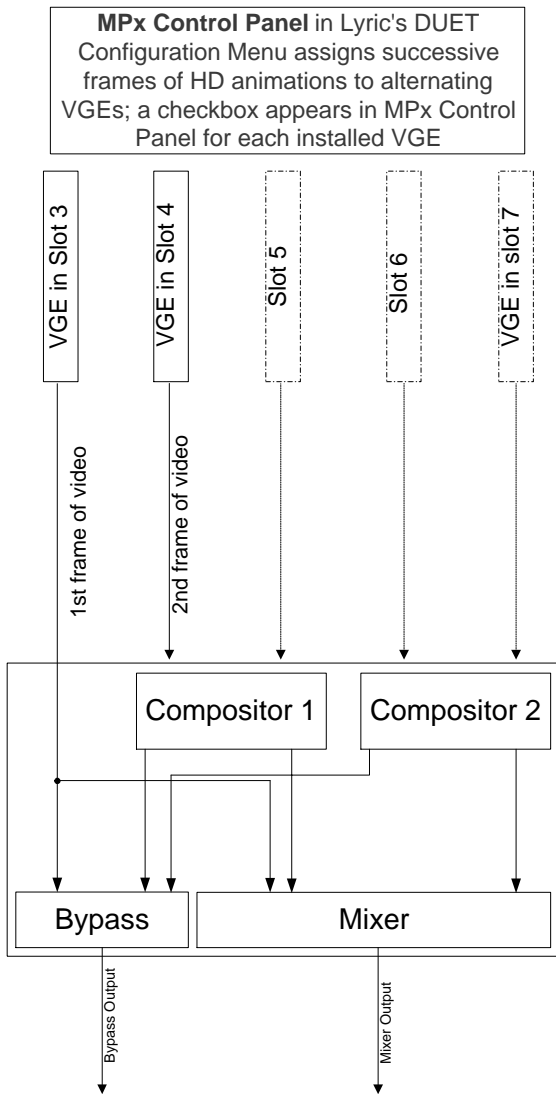 MPx Control Panel in Lyric's DUET
Configuration Menu assigns successive
frames of HD animations to alternating
VGEs; a checkbox appears in MPx Control
Panel for each installed VGE
VGE in Slot 3
VGE in Slot 4
Slot 5
Slot 6
VGE in slot 7
1st frame of video
2nd frame of video
Compositor 1
Compositor 2
Bypass
Mixer
Bypass Output
Mixer Output